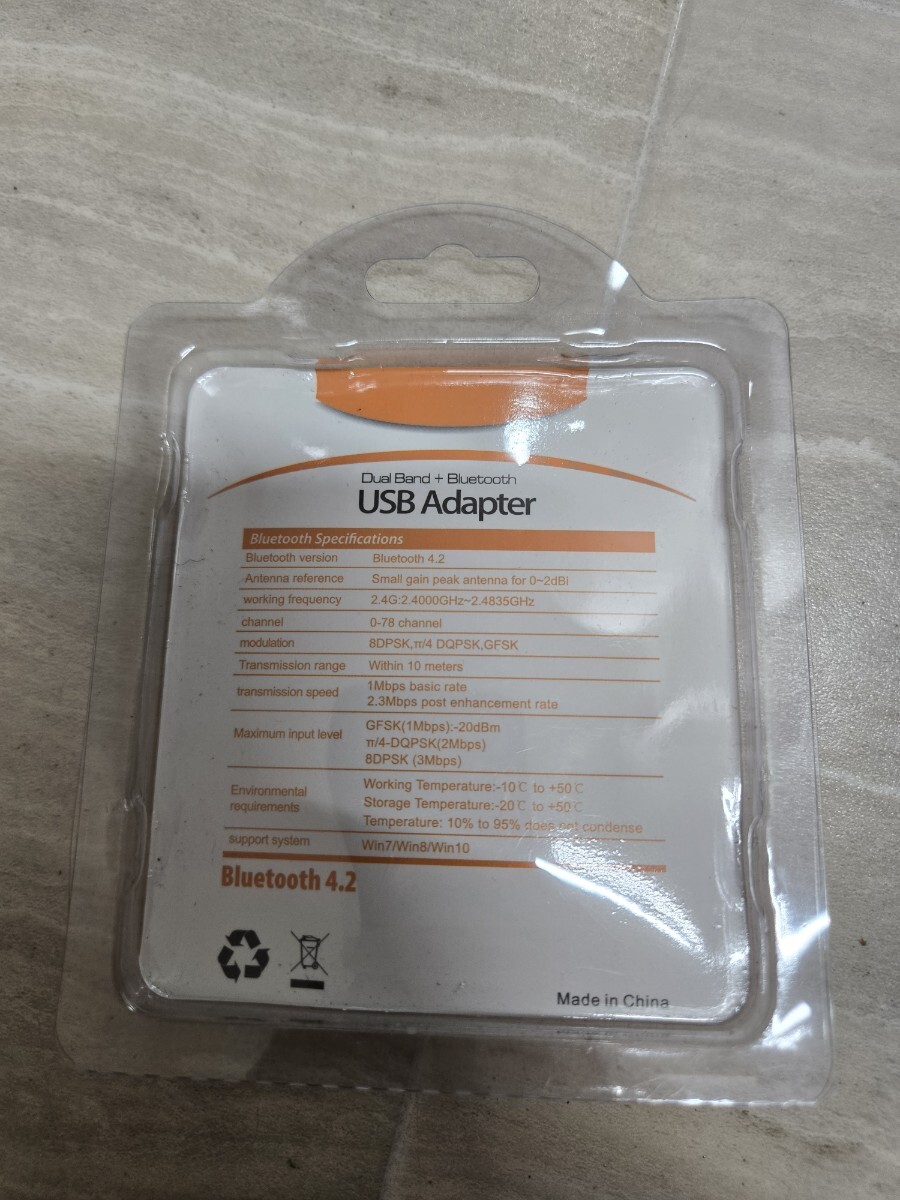 Dual Band + Bluetooth
USB Adapter
Bluetooth Specifications
Bluetooth version Bluetooth 4.2
Antenna reference Small gain peak antenna for 0~2dBi
working frequency 2.4G:2.4000GHz~2.4835GHz
channel 0-78 channel
modulation 8DPSK,π/4 DQPSK,GFSK
Transmission range Within 10 meters
transmission speed 1Mbps basic rate
2.3Mbps post enhancement rate
Maximum input level GFSK(1Mbps):-20dBm
π/4-DQPSK(2Mbps)
8DPSK (3Mbps)
Environmental requirements Working Temperature:-10℃ to +50℃
Storage Temperature:-20℃ to +50℃
Temperature: 10% to 95% does not condense
support system Win7/Win8/Win10
Bluetooth 4.2
Made in China